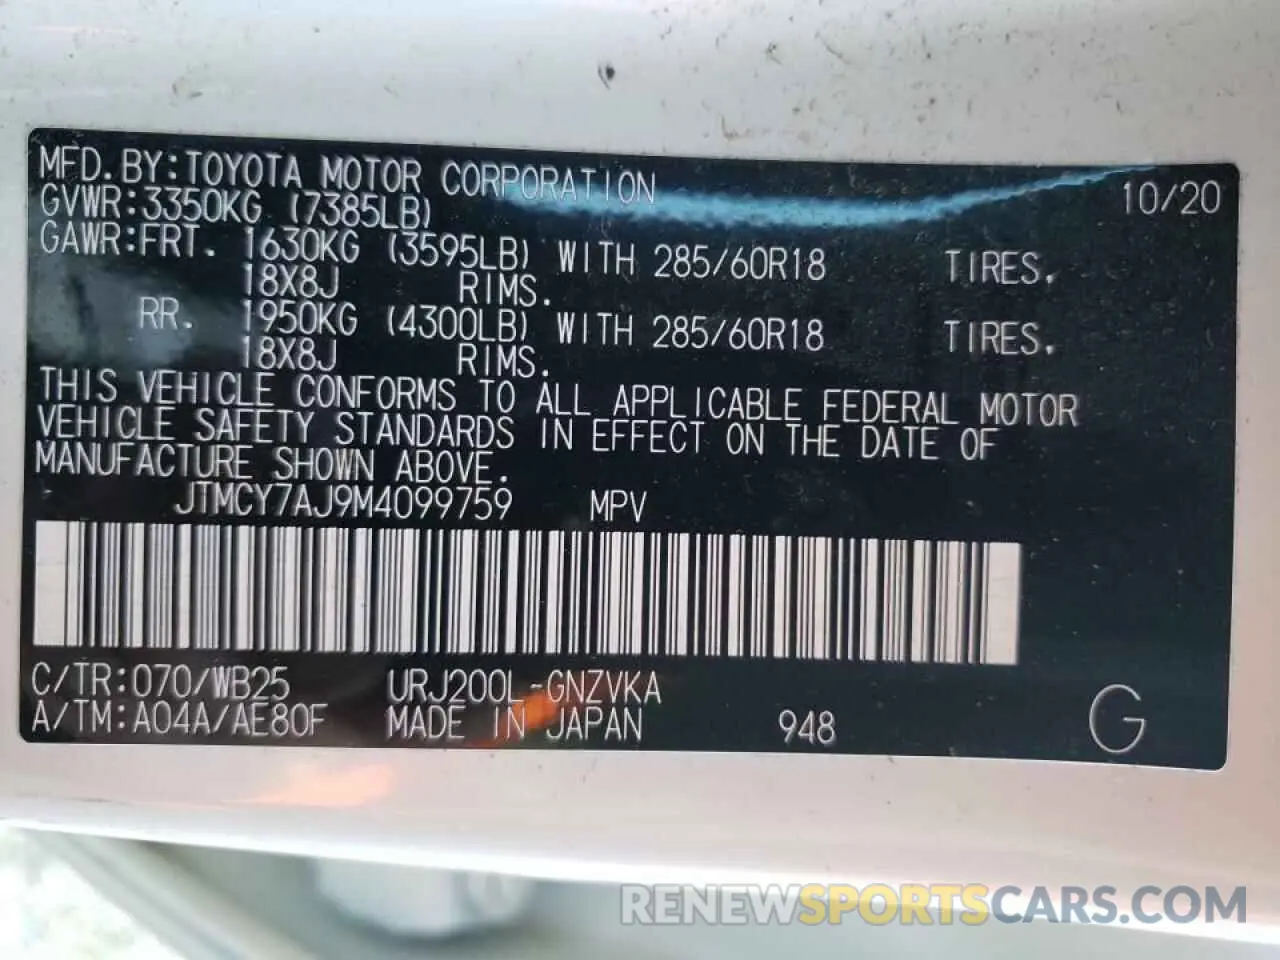 MFD.BY:TOYOTA MOTOR CORPORATION 10/20
GVWR:3350KG (7385LB)
GAWR:FRT. 1630KG (3595LB) WITH 285/60R18 TIRES.
18X8J RIMS.
RR. 1950KG (4300LB) WITH 285/60R18 TIRES.
18X8J RIMS.
THIS VEHICLE CONFORMS TO ALL APPLICABLE FEDERAL MOTOR
VEHICLE SAFETY STANDARDS IN EFFECT ON THE DATE OF
MANUFACTURE SHOWN ABOVE.
JTMCY7AJ9M4099759 MPV
C/TR:070/WB25 URJ200L-GNZVKA
A/TM:A04A/AE80F MADE IN JAPAN 948 G
RENEWSPORTSCARS.COM - 2021